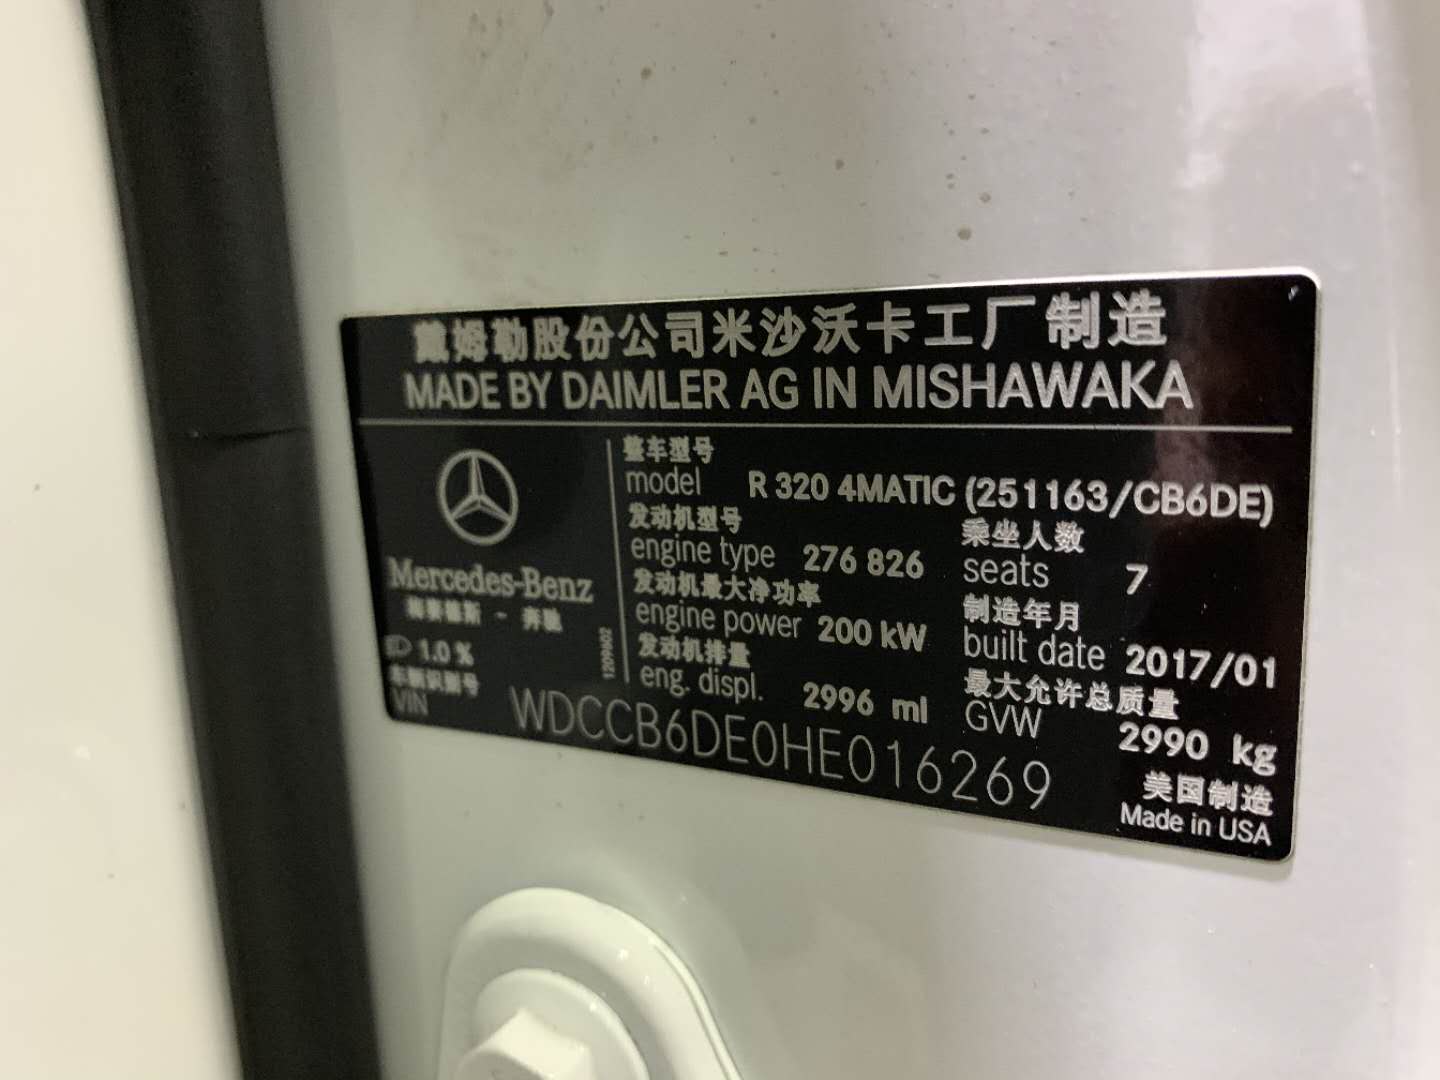 戴姆勒股份公司米沙沃卡工厂制造
MADE BY DAIMLER AG IN MISHAWAKA
Mercedes-Benz
梅赛德斯 - 奔驰
1.0 %
1209602
整车型号
model R 320 4MATIC (251163/CB6DE)
发动机型号
engine type 276 826
乘坐人数
seats 7
发动机最大净功率
engine power 200 kW
制造年月
built date 2017/01
发动机排量
eng. displ. 2996 ml
最大允许总质量
GVW 2990 kg
车辆识别号
VIN WDCCB6DE0HE016269
美国制造
Made in USA